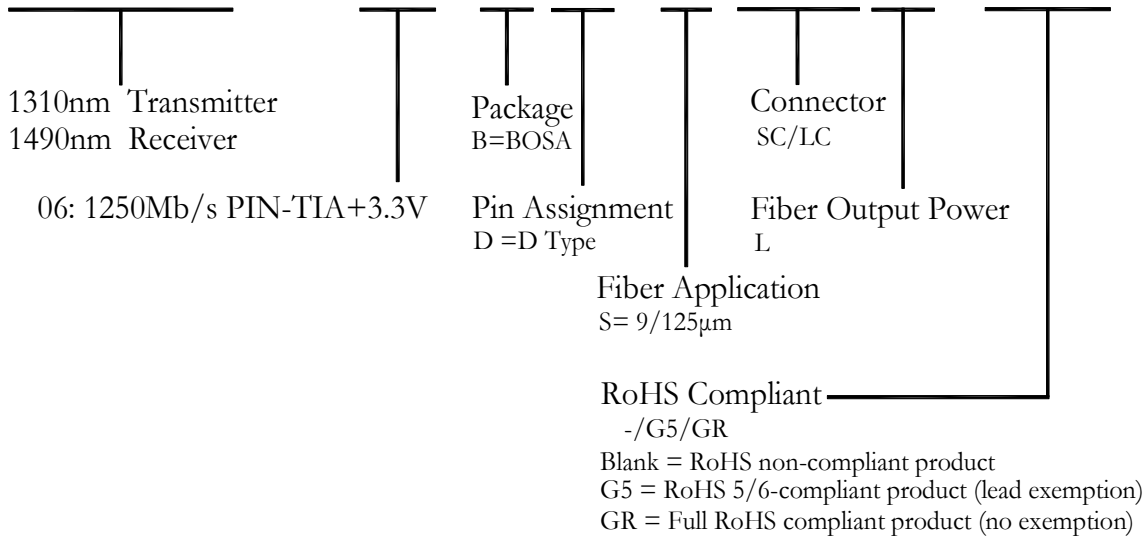 1310nm Transmitter
1490nm Receiver
Package
B=BOSA
Connector
SC/LC
06: 1250Mb/s PIN-TIA+3.3V
Pin Assignment
D =D Type
Fiber Output Power
L
Fiber Application
S= 9/125μm
RoHS Compliant
-/G5/GR
Blank = RoHS non-compliant product
G5 = RoHS 5/6-compliant product (lead exemption)
GR = Full RoHS compliant product (no exemption)